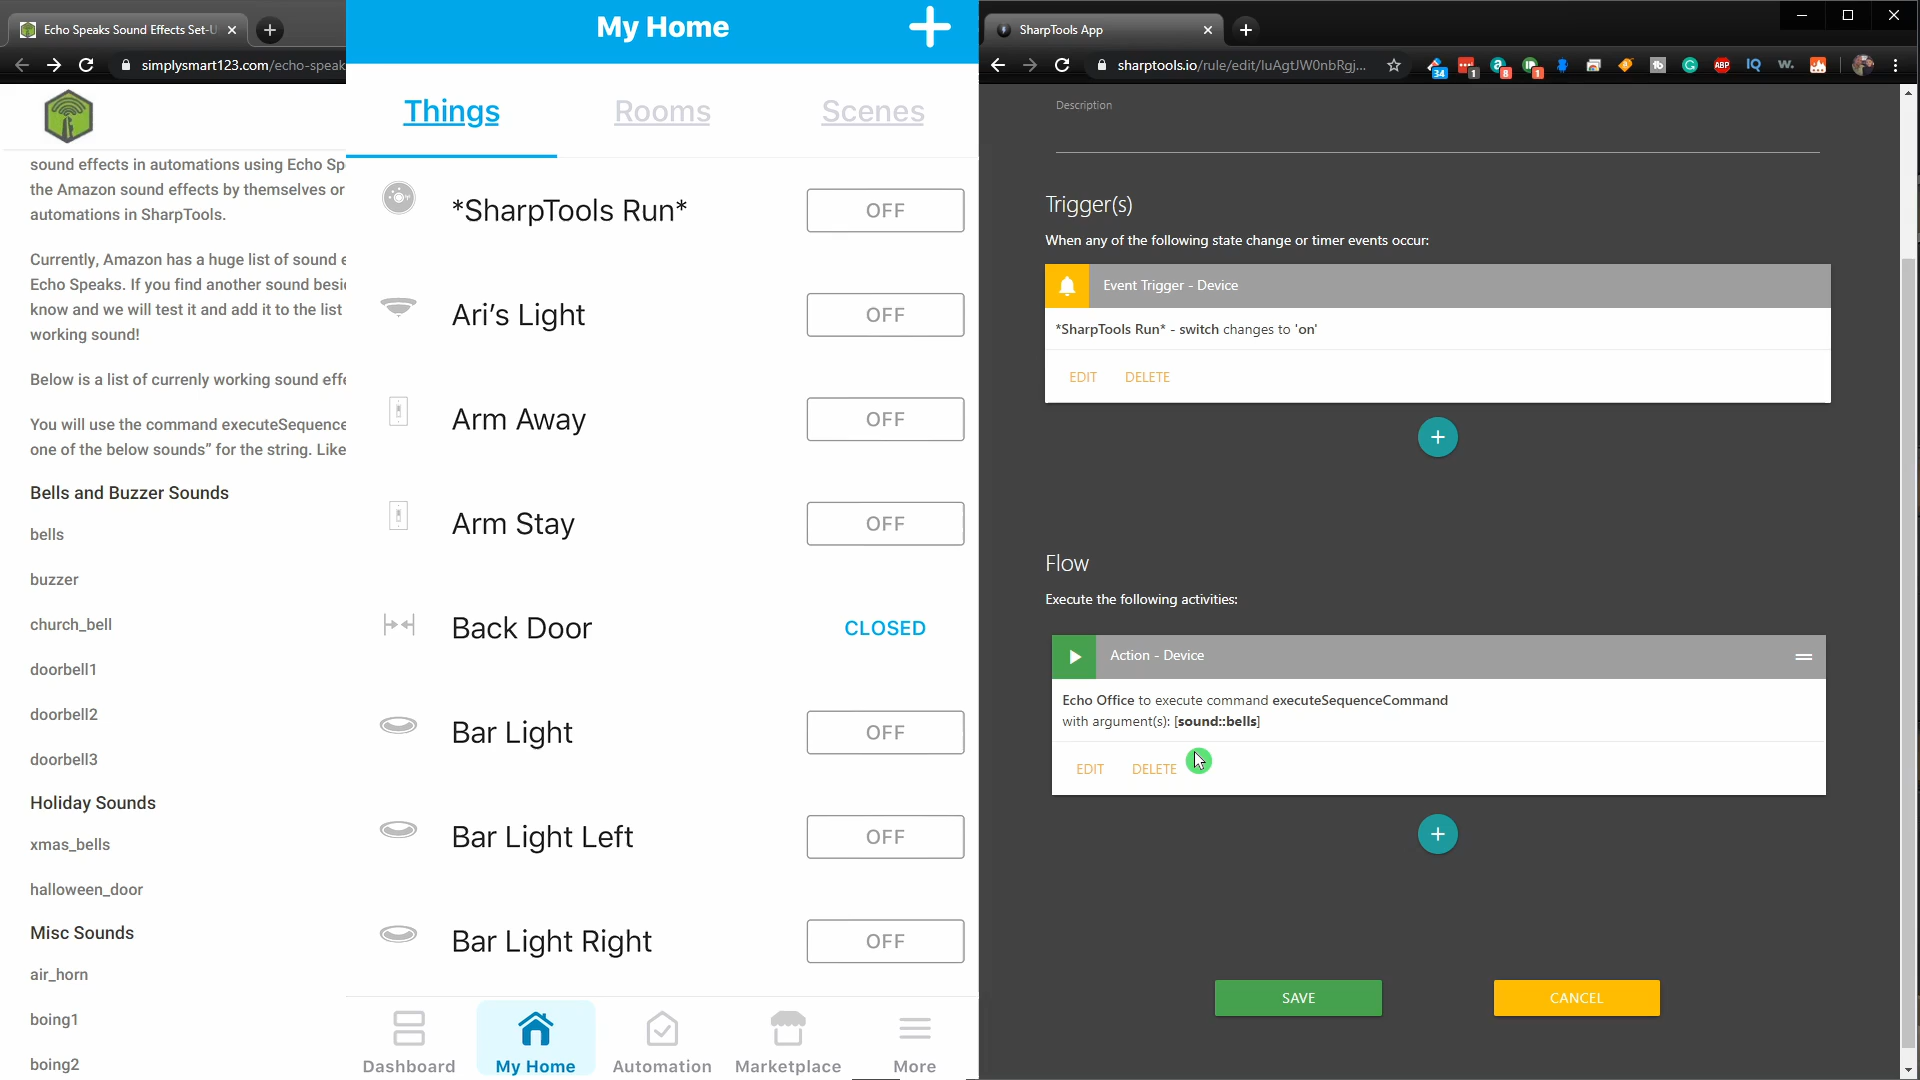 Echo Speaks Sound Effects Set-U
simplysmart123.com/echo-speak
sound effects in automations using Echo Sp
the Amazon sound effects by themselves or
automations in SharpTools.
Currently, Amazon has a huge list of sound e
Echo Speaks. If you find another sound besi
know and we will test it and add it to the list
working sound!
Below is a list of currenly working sound effe
You will use the command executeSequence
one of the below sounds” for the string. Like
Bells and Buzzer Sounds
bells
buzzer
church_bell
doorbell1
doorbell2
doorbell3
Holiday Sounds
xmas_bells
halloween_door
Misc Sounds
air_horn
boing1
boing2
My Home
Things
Rooms
Scenes
*SharpTools Run*
OFF
Ari’s Light
OFF
Arm Away
OFF
Arm Stay
OFF
Back Door
CLOSED
Bar Light
OFF
Bar Light Left
OFF
Bar Light Right
OFF
Dashboard
My Home
Automation
Marketplace
More
SharpTools App
sharptools.io/rule/edit/IuAgtJW0nbRgj...
34
1
8
1
IQ
w.
ABP
Description
Trigger(s)
When any of the following state change or timer events occur:
Event Trigger - Device
*SharpTools Run* - switch changes to 'on'
EDIT
DELETE
Flow
Execute the following activities:
Action - Device
Echo Office to execute command executeSequenceCommand
with argument(s): [sound::bells]
EDIT
DELETE
SAVE
CANCEL